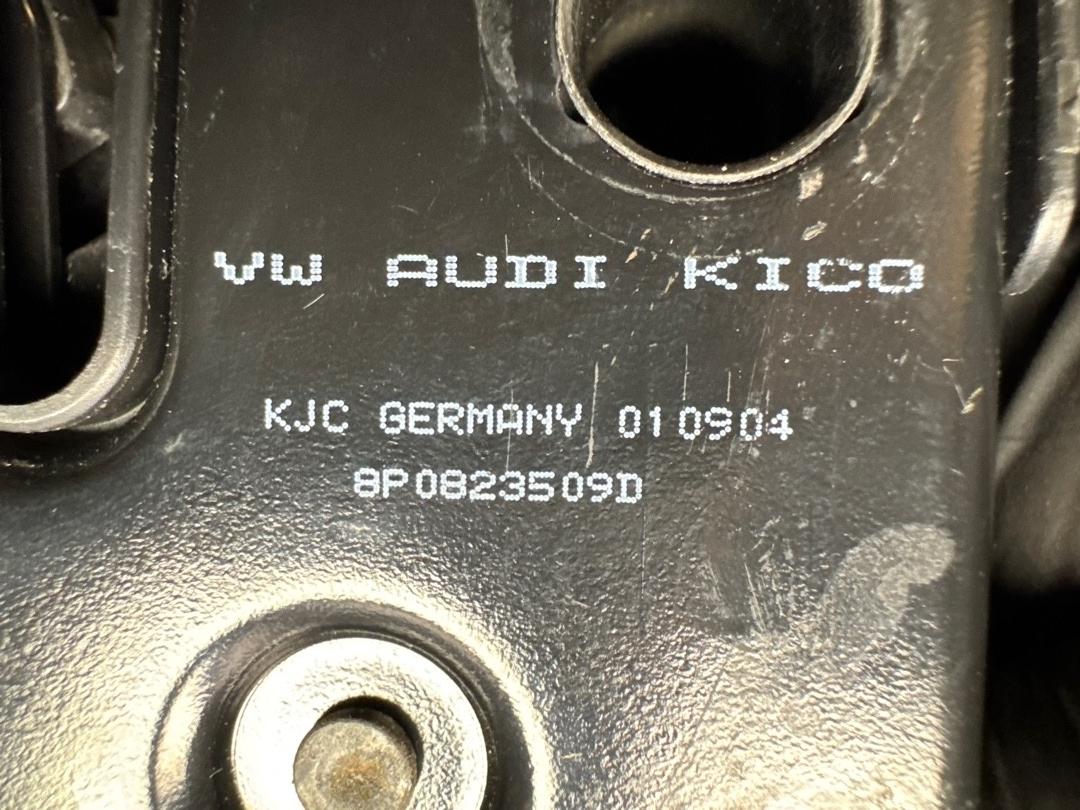 VW AUDI KICO
KJC GERMANY 010904
8P0823509D